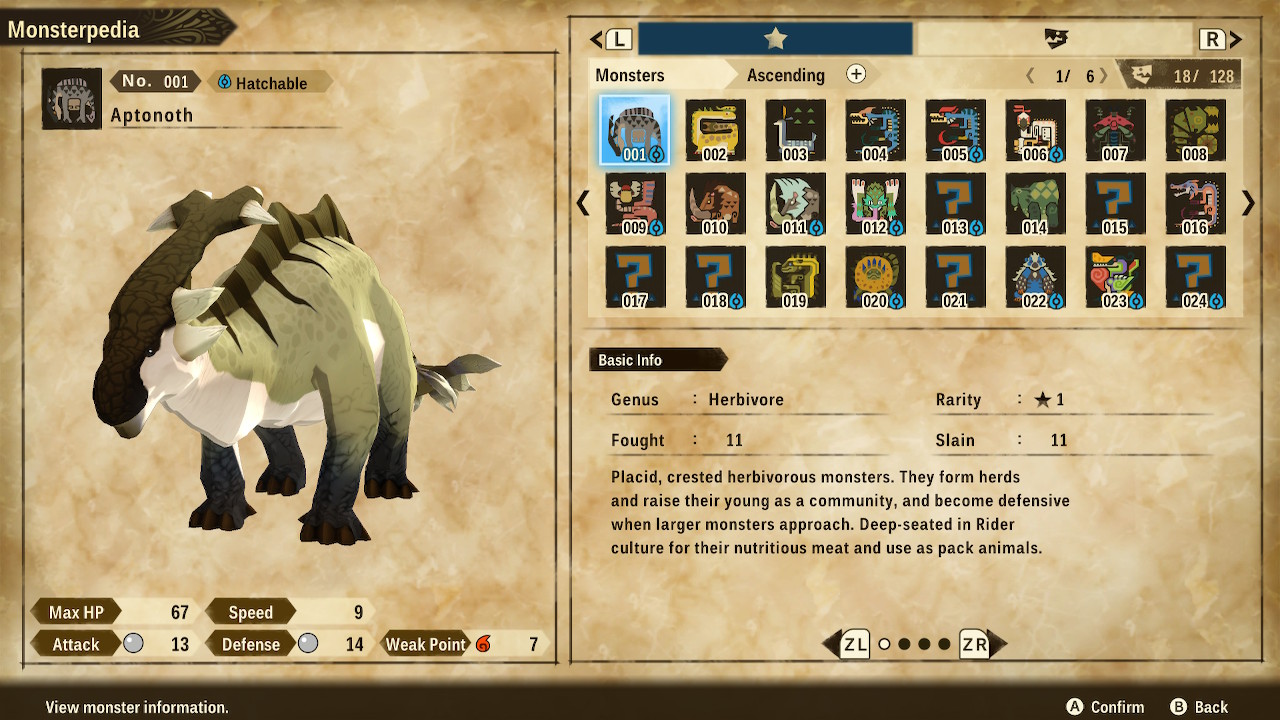 Monsterpedia
No. 001
Hatchable
Aptonoth
Max HP 67 Speed 9
Attack 13 Defense 14 Weak Point 7
L
R
Monsters Ascending + 1/ 6 18/ 128
001 002 003 004 005 006 007 008
009 010 011 012 013 014 015 016
017 018 019 020 021 022 023 024
Basic Info
Genus : Herbivore Rarity : ★ 1
Fought : 11 Slain : 11
Placid, crested herbivorous monsters. They form herds
and raise their young as a community, and become defensive
when larger monsters approach. Deep-seated in Rider
culture for their nutritious meat and use as pack animals.
ZL ZR
View monster information.
A Confirm B Back